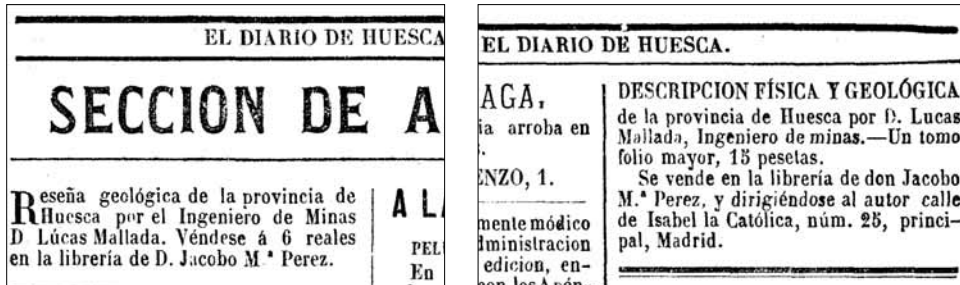 EL DIARIO DE HUESCA
SECCION DE A
Reseña geológica de la provincia de
Huesca por el Ingeniero de Minas
D Lúcas Mallada. Véndese á 6 reales
en la librería de D. Jacobo M.ª Perez.
A LA
PEL
En
EL DIARIO DE HUESCA.
AGA,
ia arroba en
ENZO, 1.
mente módico
dministracion
edicion, en-
DESCRIPCION FÍSICA Y GEOLÓGICA
de la provincia de Huesca por D. Lucas
Mallada, Ingeniero de minas.—Un tomo
folio mayor, 15 pesetas.
Se vende en la librería de don Jacobo
M.ª Perez, y dirigiéndose al autor calle
de Isabel la Católica, núm. 25, princi-
pal, Madrid.